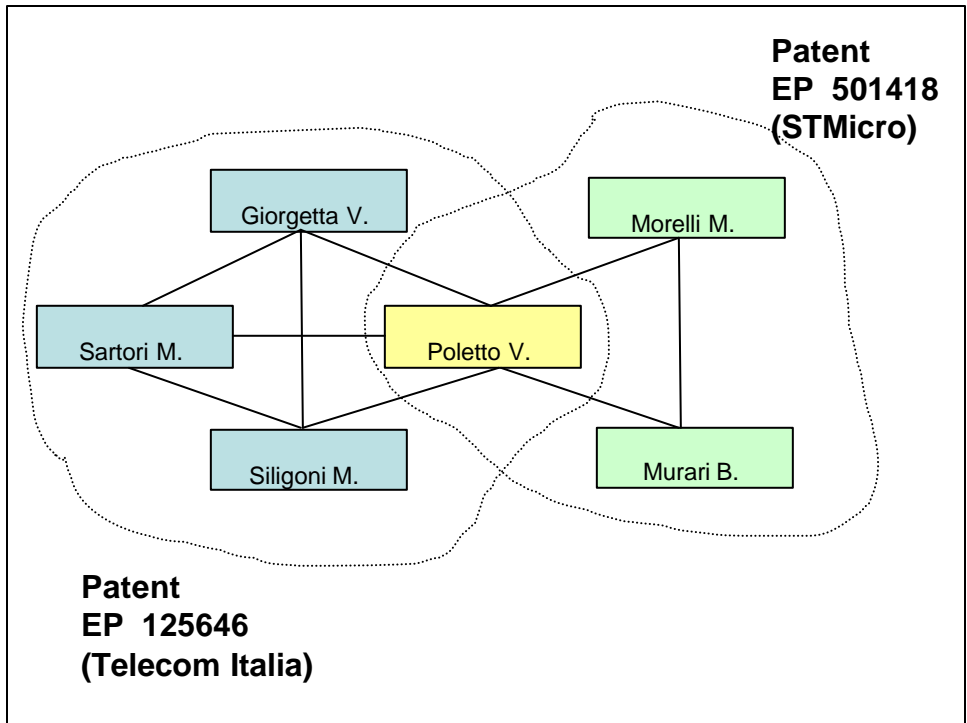 Patent
EP 501418
(STMicro)
Giorgetta V.
Morelli M.
Sartori M.
Poletto V.
Siligoni M.
Murari B.
Patent
EP 125646
(Telecom Italia)